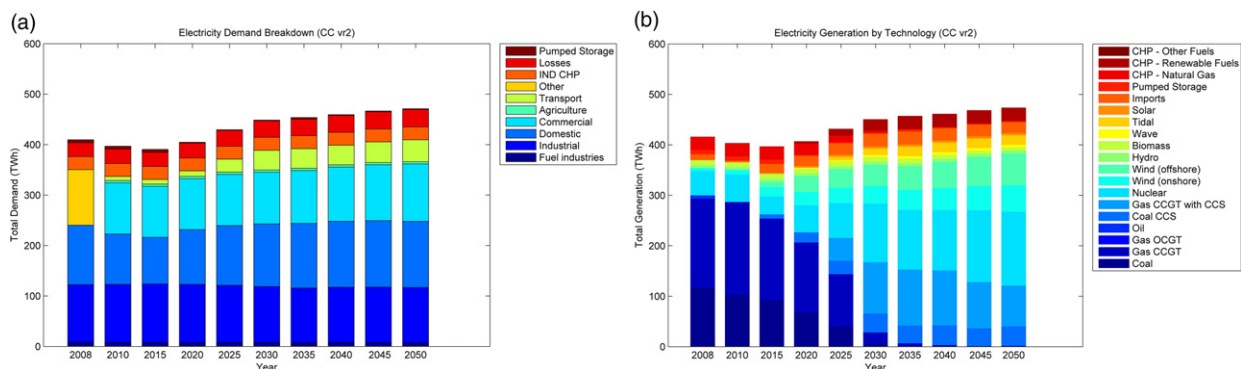 (a)
Electricity Demand Breakdown (CC vr2)
600
500
400
300
200
100
0
Total Demand (TWh)
2008 2010 2015 2020 2025 2030 2035 2040 2045 2050
Year
Pumped Storage
Losses
IND CHP
Other
Transport
Agriculture
Commercial
Domestic
Industrial
Fuel industries
(b)
Electricity Generation by Technology (CC vr2)
600
500
400
300
200
100
0
Total Generation (TWh)
2008 2010 2015 2020 2025 2030 2035 2040 2045 2050
Year
CHP - Other Fuels
CHP - Renewable Fuels
CHP - Natural Gas
Pumped Storage
Imports
Solar
Tidal
Wave
Biomass
Hydro
Wind (offshore)
Wind (onshore)
Nuclear
Gas CCGT with CCS
Coal CCS
Oil
Gas OCGT
Gas CCGT
Coal